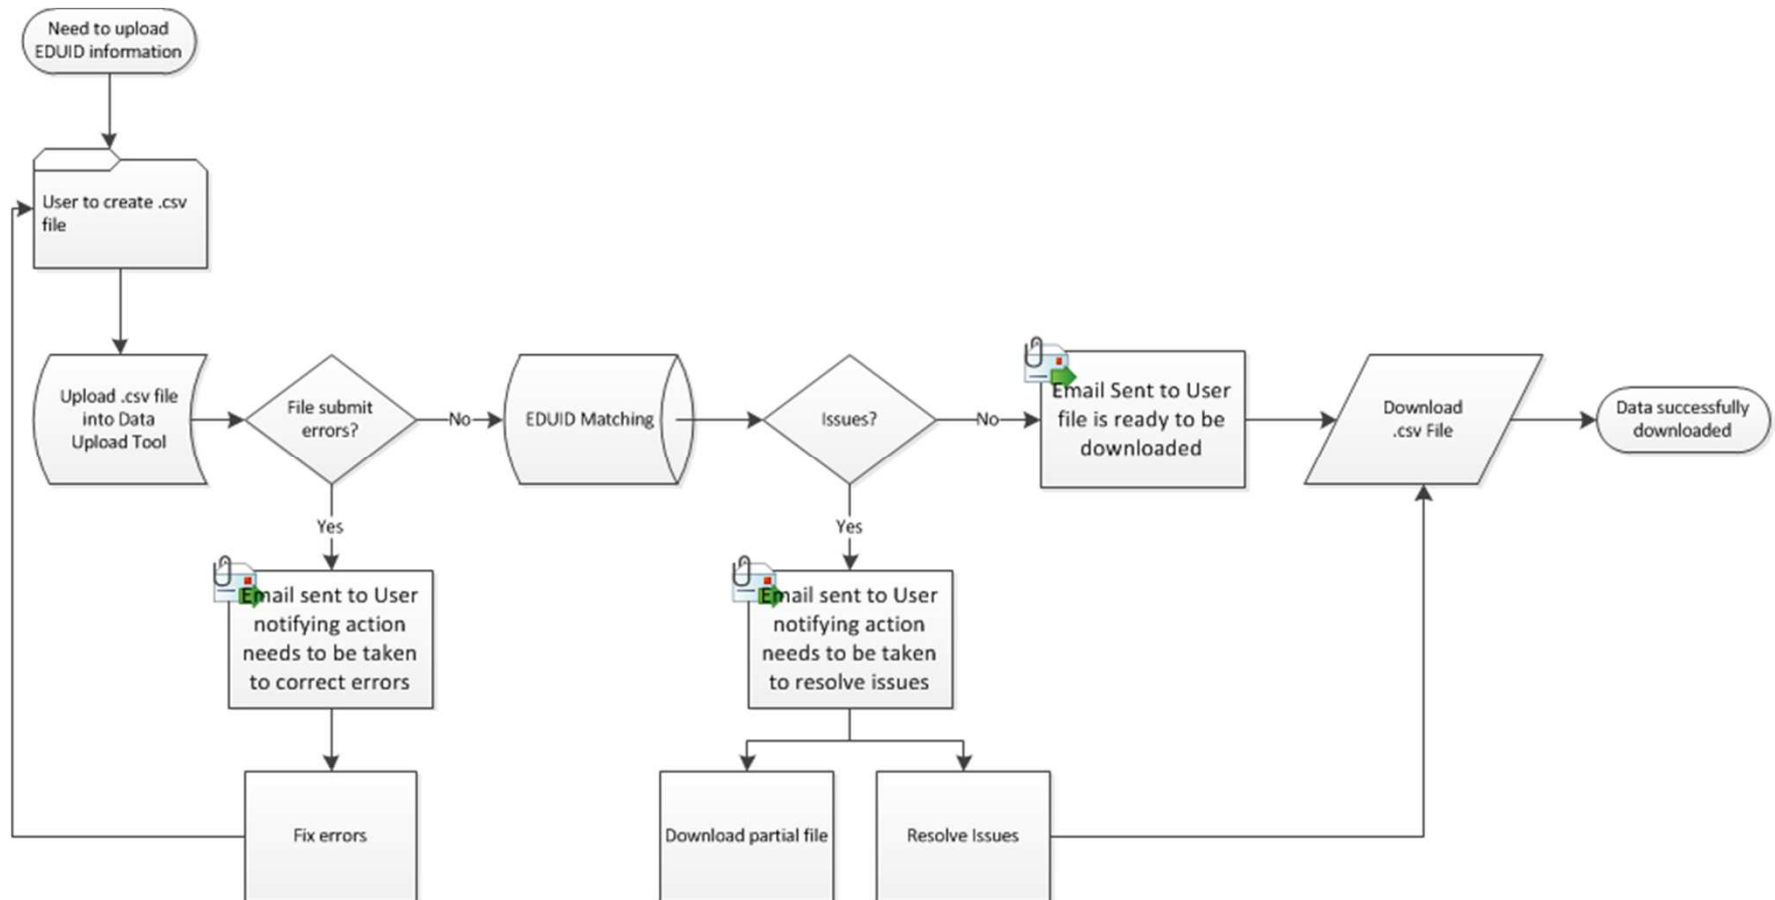 Need to upload
EDUID information
User to create .csv
file
Upload .csv file
into Data
Upload Tool
File submit
errors?
No
EDUID Matching
Issues?
No
Email Sent to User
file is ready to be
downloaded
Download
.csv File
Data successfully
downloaded
Yes
Yes
Email sent to User
notifying action
needs to be taken
to correct errors
Email sent to User
notifying action
needs to be taken
to resolve issues
Fix errors
Download partial file
Resolve Issues